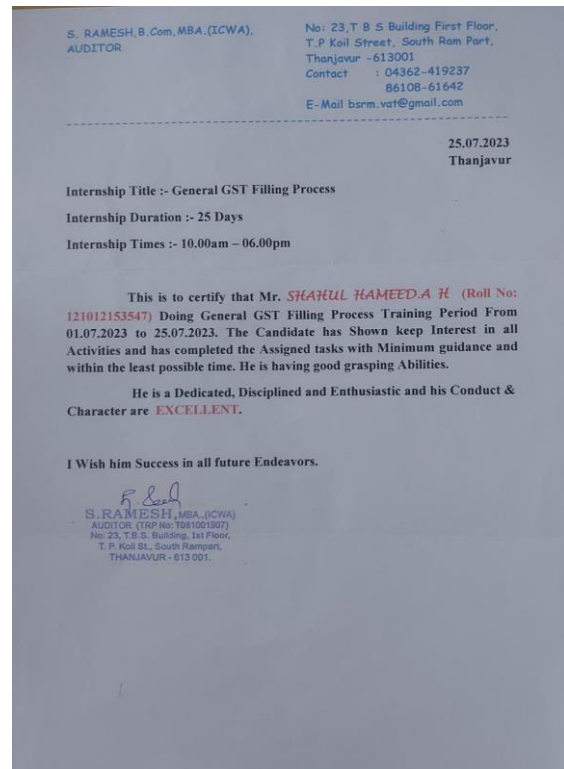 S. RAMESH,B.Com,MBA.(ICWA),
AUDITOR
No: 23,T B S Building First Floor,
T.P Koil Street, South Ram Part,
Thanjavur -613001
Contact : 04362-419237
86108-61642
E-Mail bsrm.vat@gmail.com
25.07.2023
Thanjavur
Internship Title :- General GST Filling Process
Internship Duration :- 25 Days
Internship Times :- 10.00am – 06.00pm
This is to certify that Mr. SHAHUL HAMEED.A H (Roll No:
121012153547) Doing General GST Filling Process Training Period From
01.07.2023 to 25.07.2023. The Candidate has Shown keep Interest in all
Activities and has completed the Assigned tasks with Minimum guidance and
within the least possible time. He is having good grasping Abilities.
He is a Dedicated, Disciplined and Enthusiastic and his Conduct &
Character are EXCELLENT.
I Wish him Success in all future Endeavors.
S.RAMESH,MBA.,(ICWA)
AUDITOR (TRP No: T081001907)
No: 23, T.B.S. Building, 1st Floor,
T. P. Koil St., South Rampart,
THANJAVUR - 613 001.